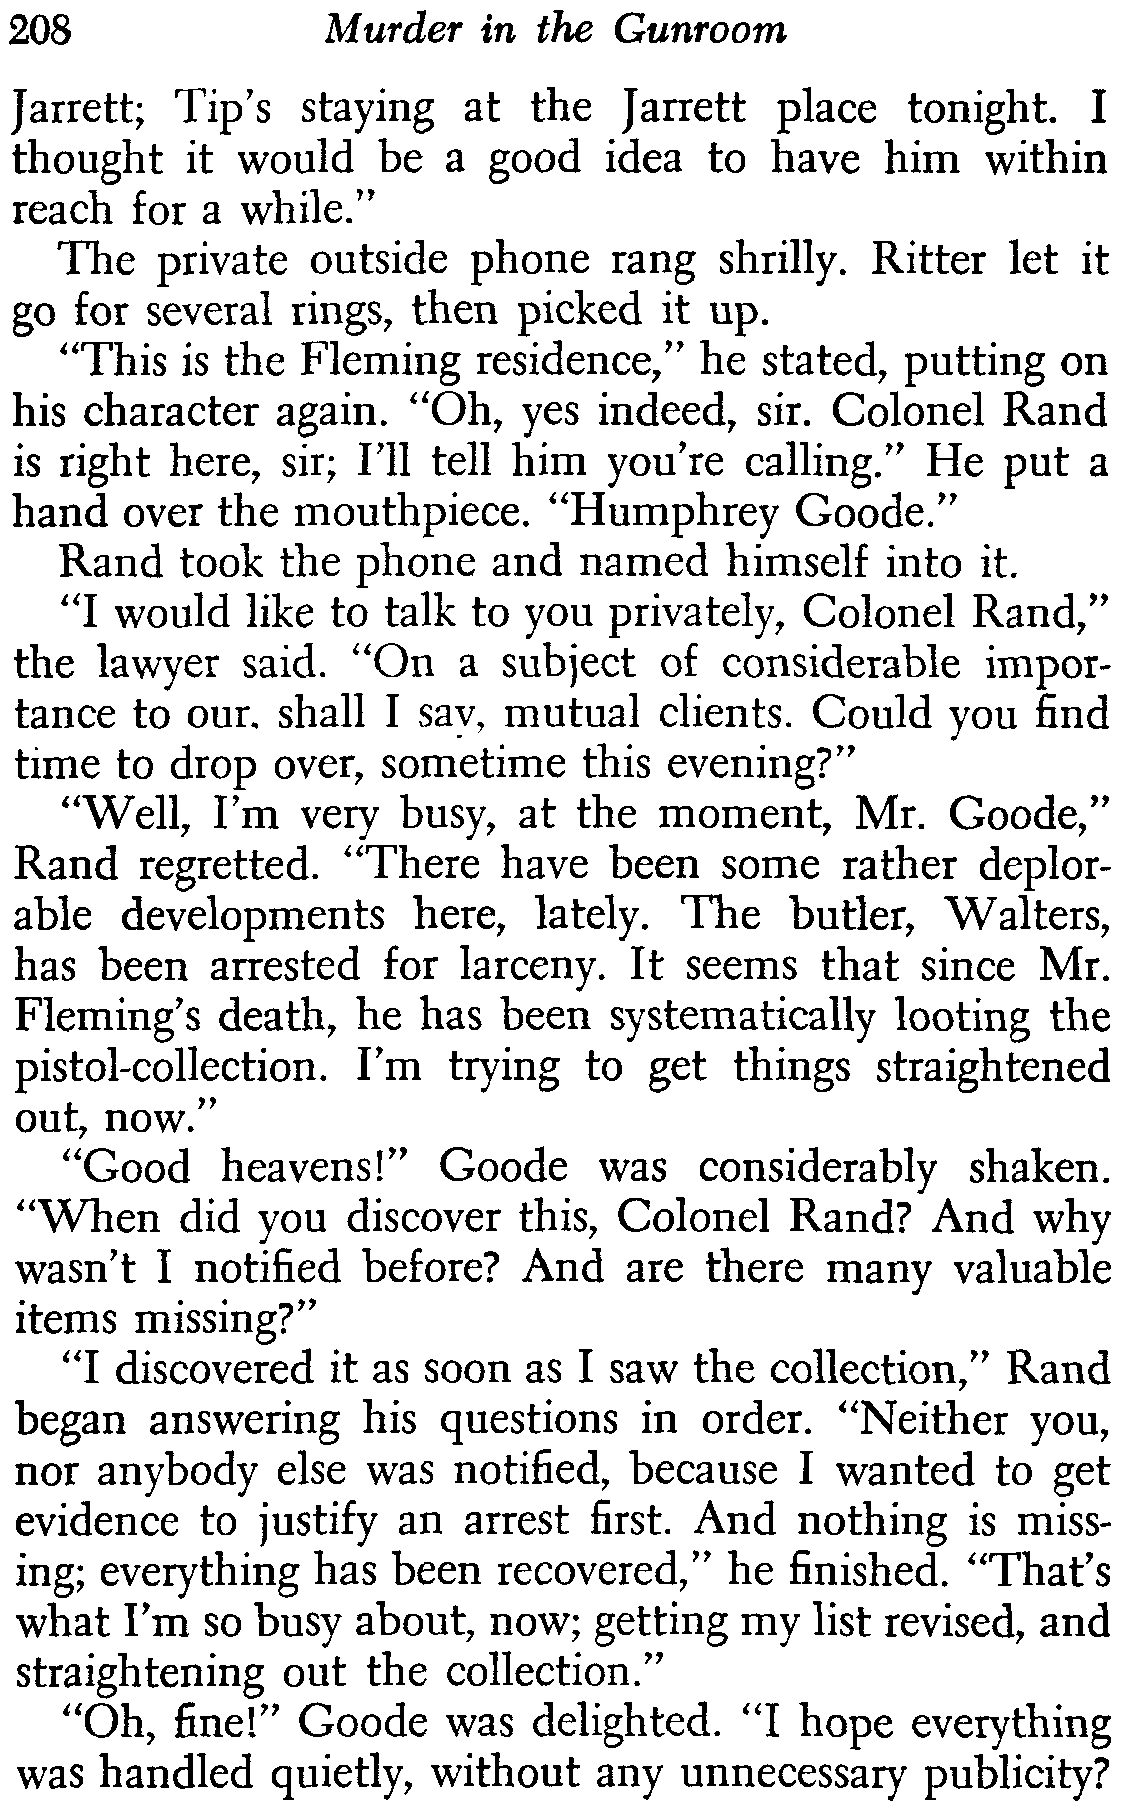 208 Murder in the Gunroom
Jarrett; Tip's staying at the Jarrett place tonight. I
thought it would be a good idea to have him within
reach for a while."
The private outside phone rang shrilly. Ritter let it
go for several rings, then picked it up.
"This is the Fleming residence," he stated, putting on
his character again. "Oh, yes indeed, sir. Colonel Rand
is right here, sir; I'll tell him you're calling." He put a
hand over the mouthpiece. "Humphrey Goode."
Rand took the phone and named himself into it.
"I would like to talk to you privately, Colonel Rand,"
the lawyer said. "On a subject of considerable impor-
tance to our, shall I say, mutual clients. Could you find
time to drop over, sometime this evening?"
"Well, I'm very busy, at the moment, Mr. Goode,"
Rand regretted. "There have been some rather deplor-
able developments here, lately. The butler, Walters,
has been arrested for larceny. It seems that since Mr.
Fleming's death, he has been systematically looting the
pistol-collection. I'm trying to get things straightened
out, now."
"Good heavens!" Goode was considerably shaken.
"When did you discover this, Colonel Rand? And why
wasn't I notified before? And are there many valuable
items missing?"
"I discovered it as soon as I saw the collection," Rand
began answering his questions in order. "Neither you,
nor anybody else was notified, because I wanted to get
evidence to justify an arrest first. And nothing is miss-
ing; everything has been recovered," he finished. "That's
what I'm so busy about, now; getting my list revised, and
straightening out the collection."
"Oh, fine!" Goode was delighted. "I hope everything
was handled quietly, without any unnecessary publicity?